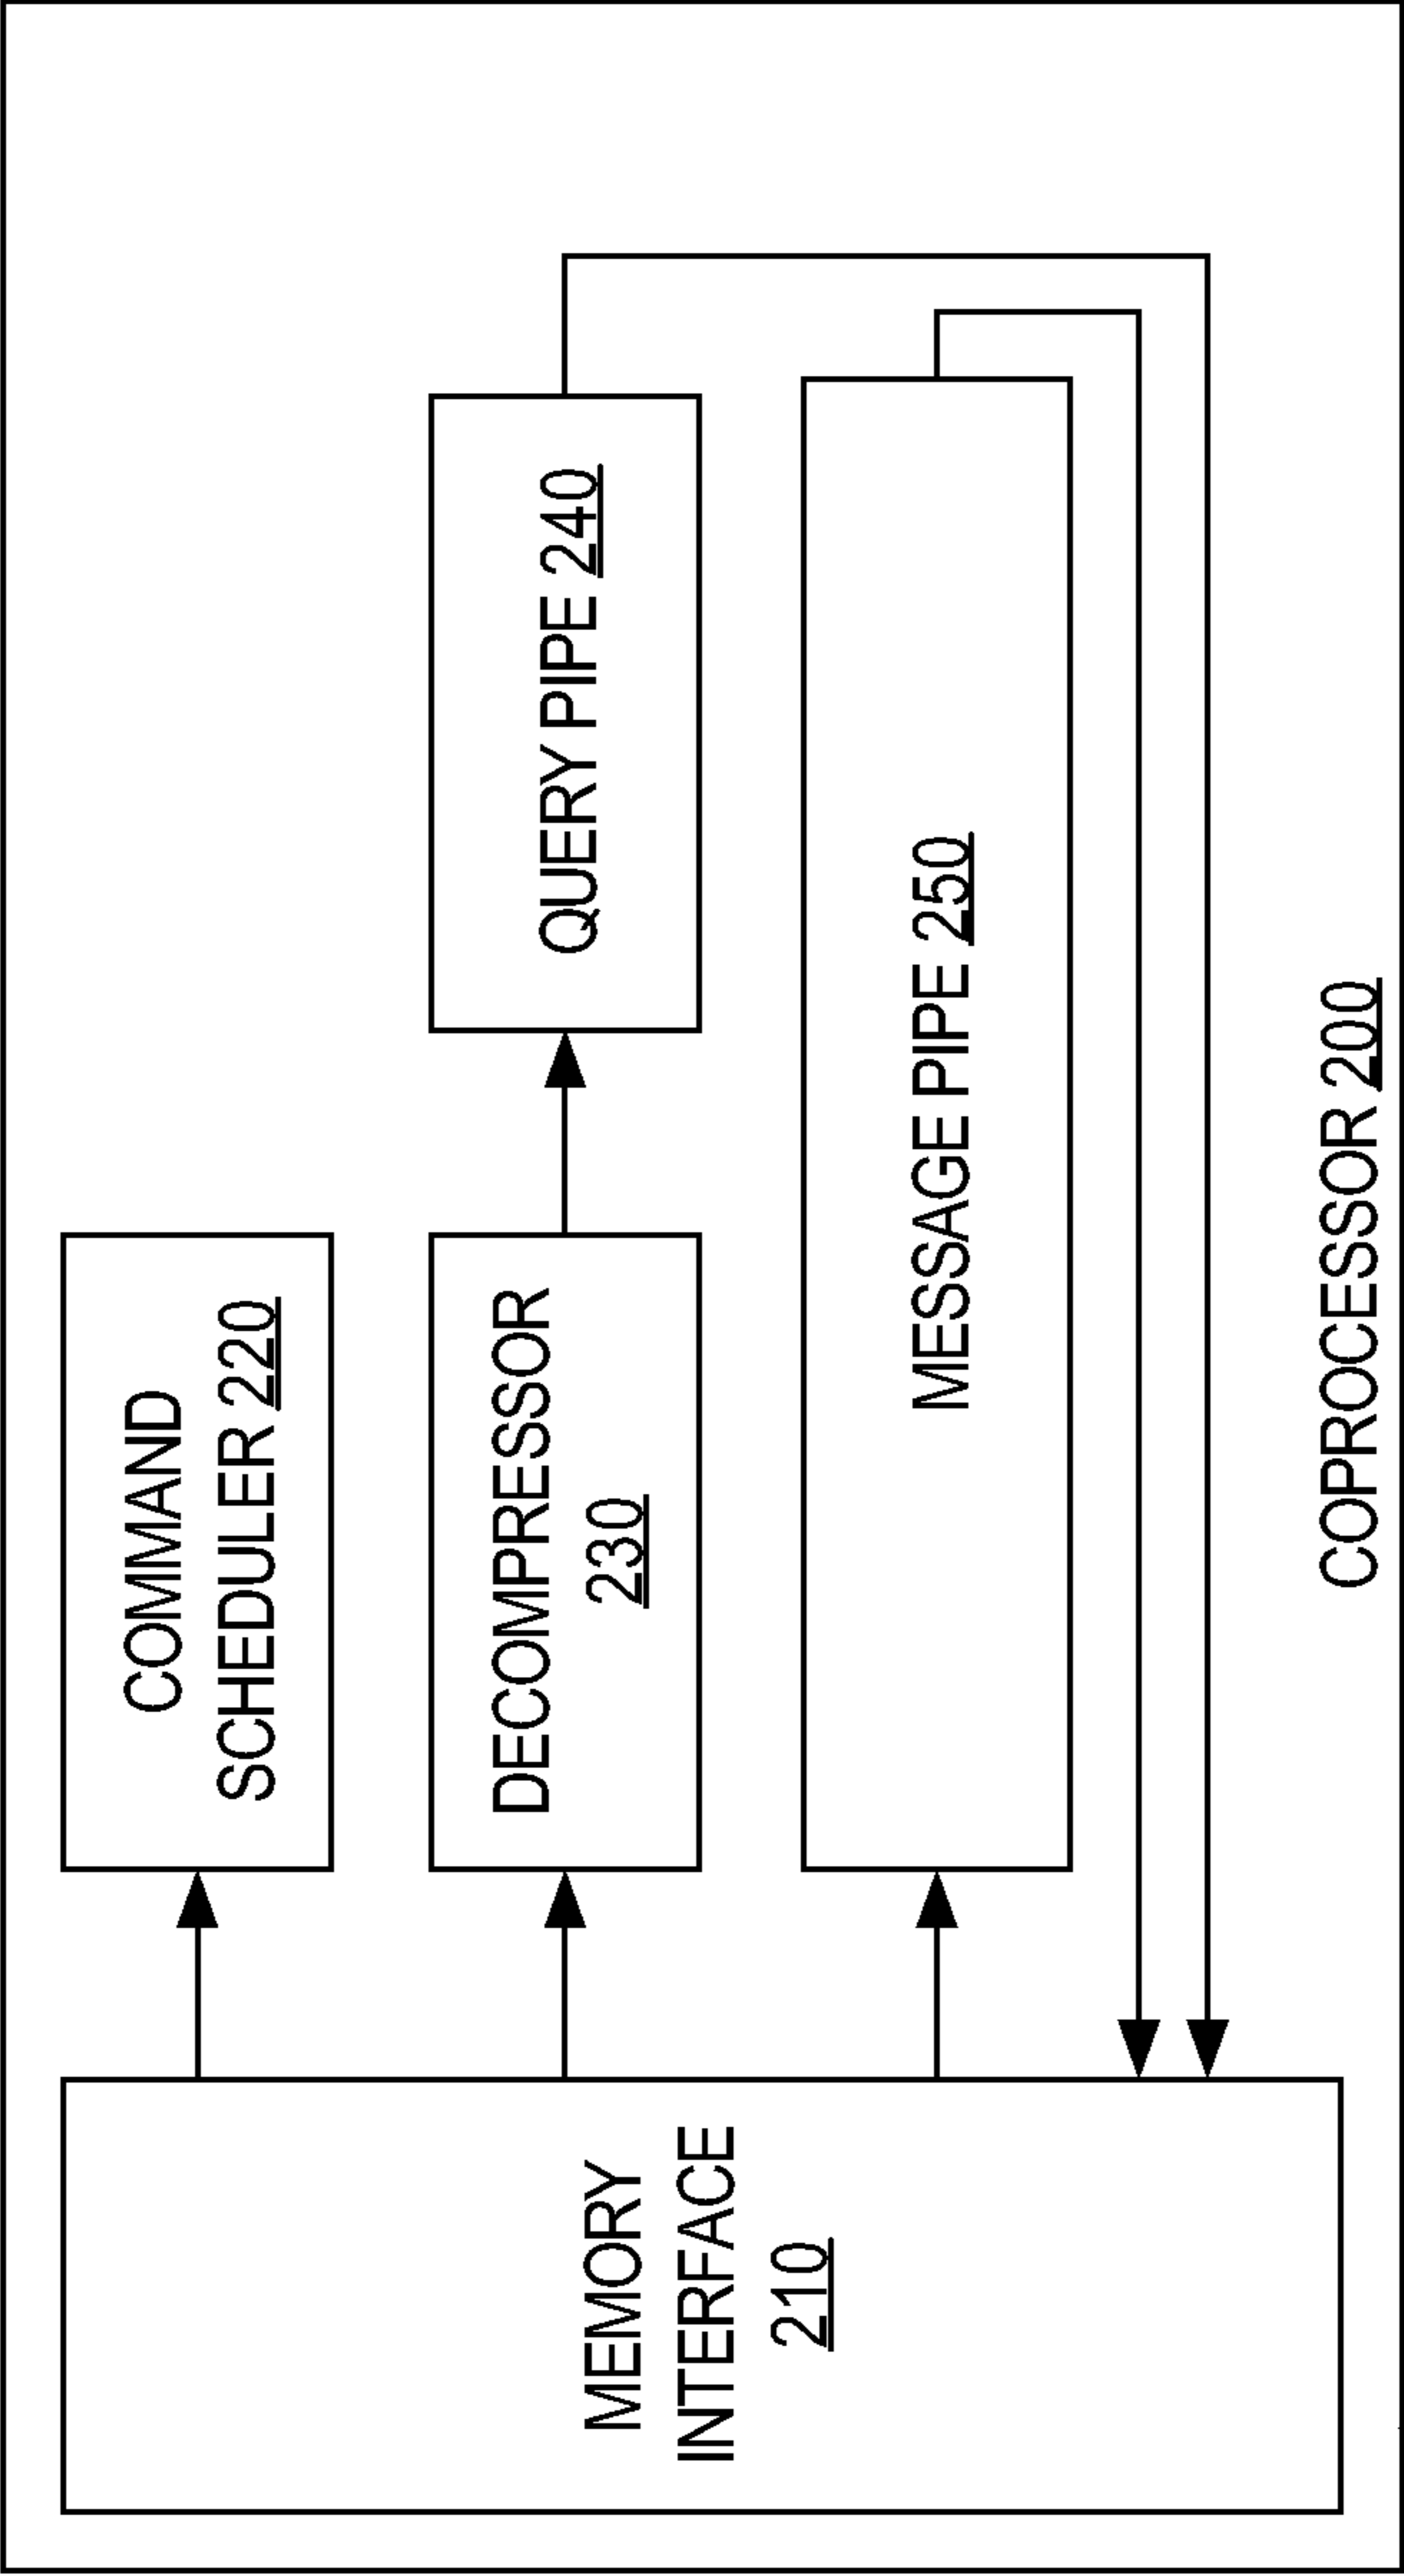 COMMAND
SCHEDULER 220
DECOMPRESSOR
230
QUERY PIPE 240
MESSAGE PIPE 250
MEMORY
INTERFACE
210
COPROCESSOR 200